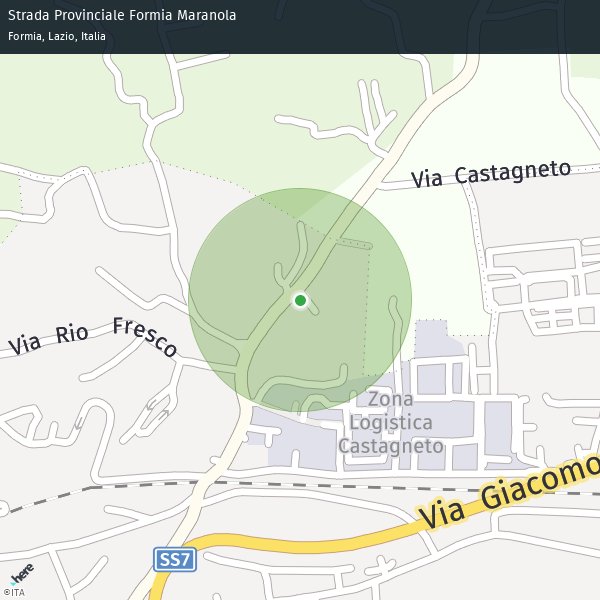 Strada Provinciale Formia Maranola
Formia, Lazio, Italia
Via Castagneto
Via Rio Fresco
Zona
Logistica
Castagneto
Via Giacomo
SS7
here
©ITA